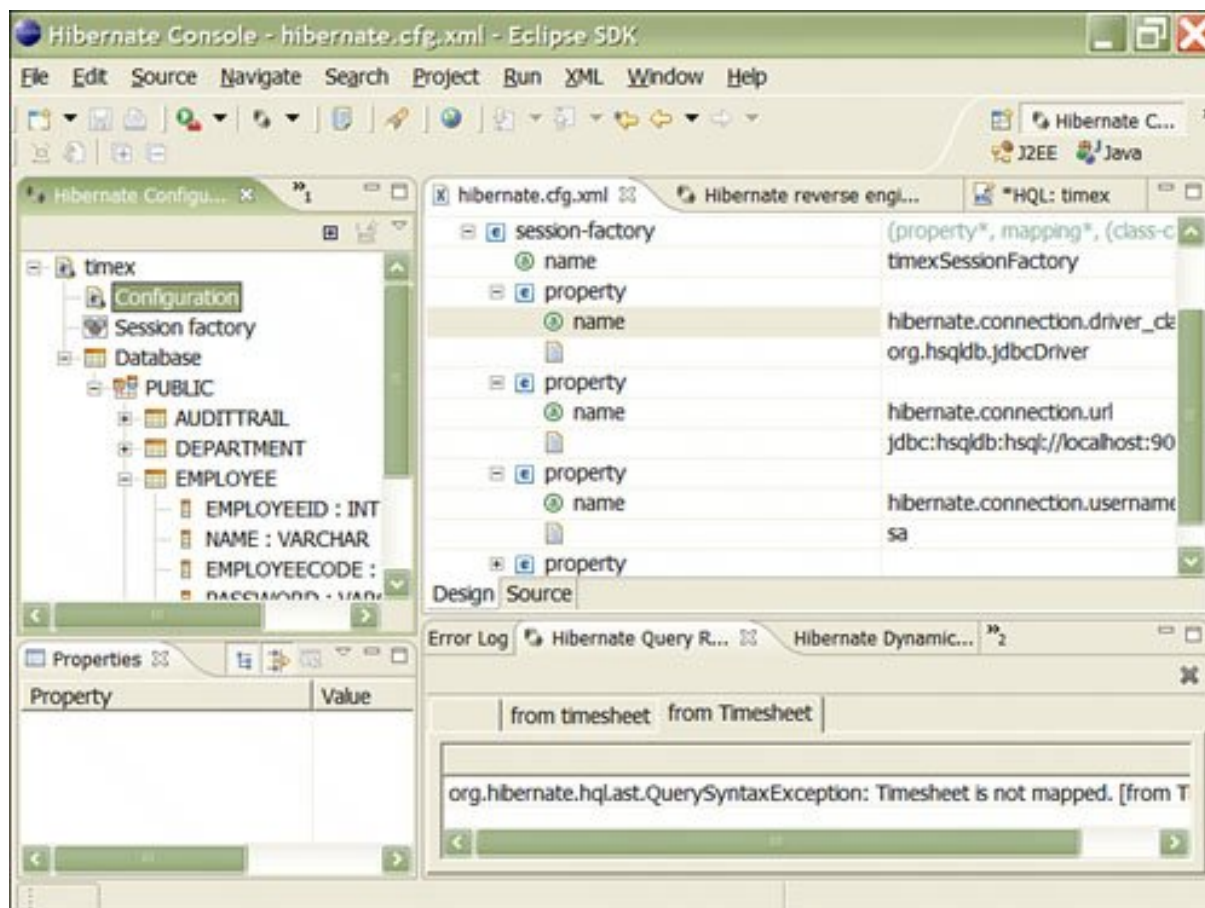 Hibernate Console - hibernate.cfg.xml - Eclipse SDK
File Edit Source Navigate Search Project Run XML Window Help
Hibernate C...
J2EE Java
Hibernate Configu... »1
timex
Configuration
Session factory
Database
PUBLIC
AUDITTRAIL
DEPARTMENT
EMPLOYEE
EMPLOYEEID : INT
NAME : VARCHAR
EMPLOYEECODE :
PASSWORD : VAR
hibernate.cfg.xml Hibernate reverse engi... *HQL: timex
session-factory (property*, mapping*, (class-c
name timexSessionFactory
property
name hibernate.connection.driver_cla
org.hsqldb.jdbcDriver
property
name hibernate.connection.url
jdbc:hsqldb:hsql://localhost:90
property
name hibernate.connection.username
sa
property
Design Source
Properties
Property Value
Error Log Hibernate Query R... Hibernate Dynamic... »2
from timesheet from Timesheet
org.hibernate.hql.ast.QuerySyntaxException: Timesheet is not mapped. [from T